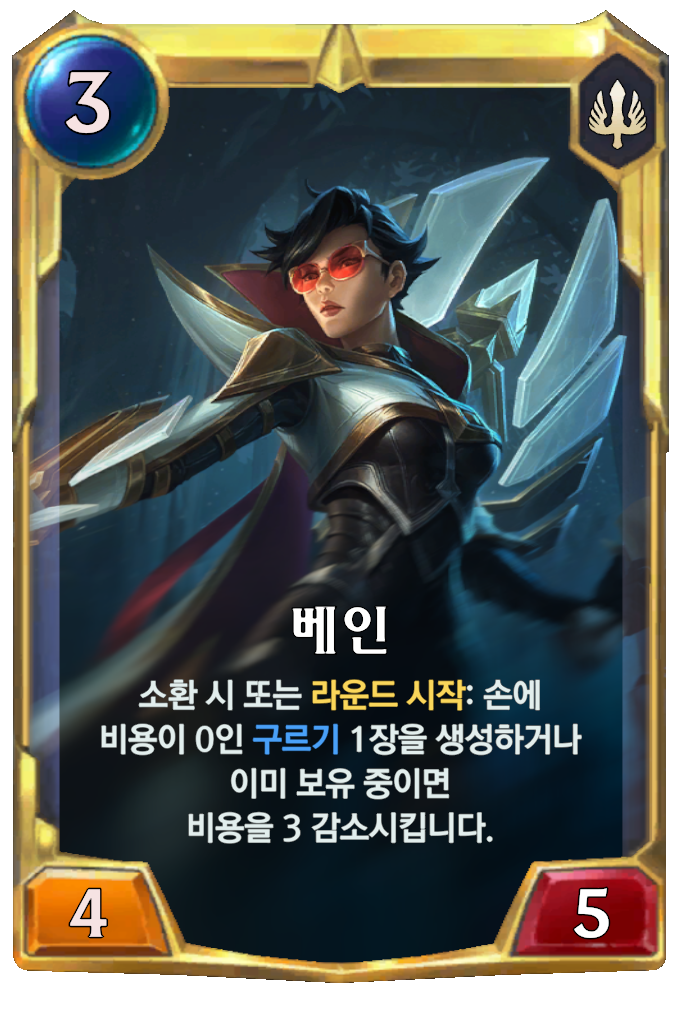 3
베인
소환 시 또는 라운드 시작: 손에
비용이 0인 구르기 1장을 생성하거나
이미 보유 중이면
비용을 3 감소시킵니다.
4
5